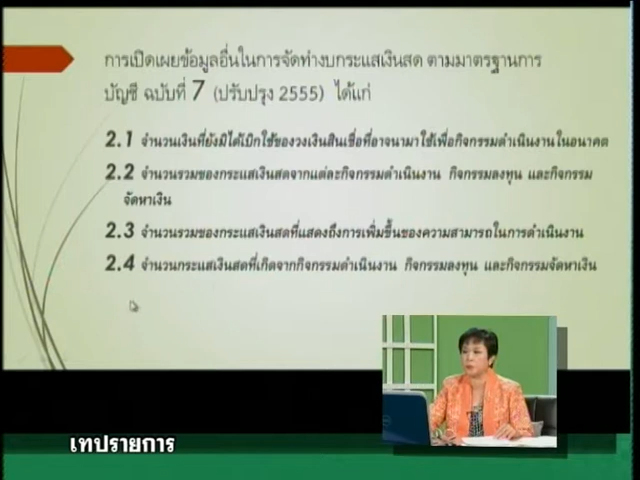 การเปิดเผยข้อมูลอื่นในการจัดทำงบกระแสเงินสด ตามมาตรฐานการ
บัญชี ฉบับที่ 7 (ปรับปรุง 2555) ได้แก่
2.1 จำนวนเงินที่ยังมิได้เบิกใช้ของวงเงินสินเชื่อที่อาจนำมาใช้เพื่อกิจกรรมดำเนินงานในอนาคต
2.2 จำนวนรวมของกระแสเงินสดจากแต่ละกิจกรรมดำเนินงาน กิจกรรมลงทุน และกิจกรรม
จัดหาเงิน
2.3 จำนวนรวมของกระแสเงินสดที่แสดงถึงการเพิ่มขึ้นของความสามารถในการดำเนินงาน
2.4 จำนวนกระแสเงินสดที่เกิดจากกิจกรรมดำเนินงาน กิจกรรมลงทุน และกิจกรรมจัดหาเงิน
เทปรายการ